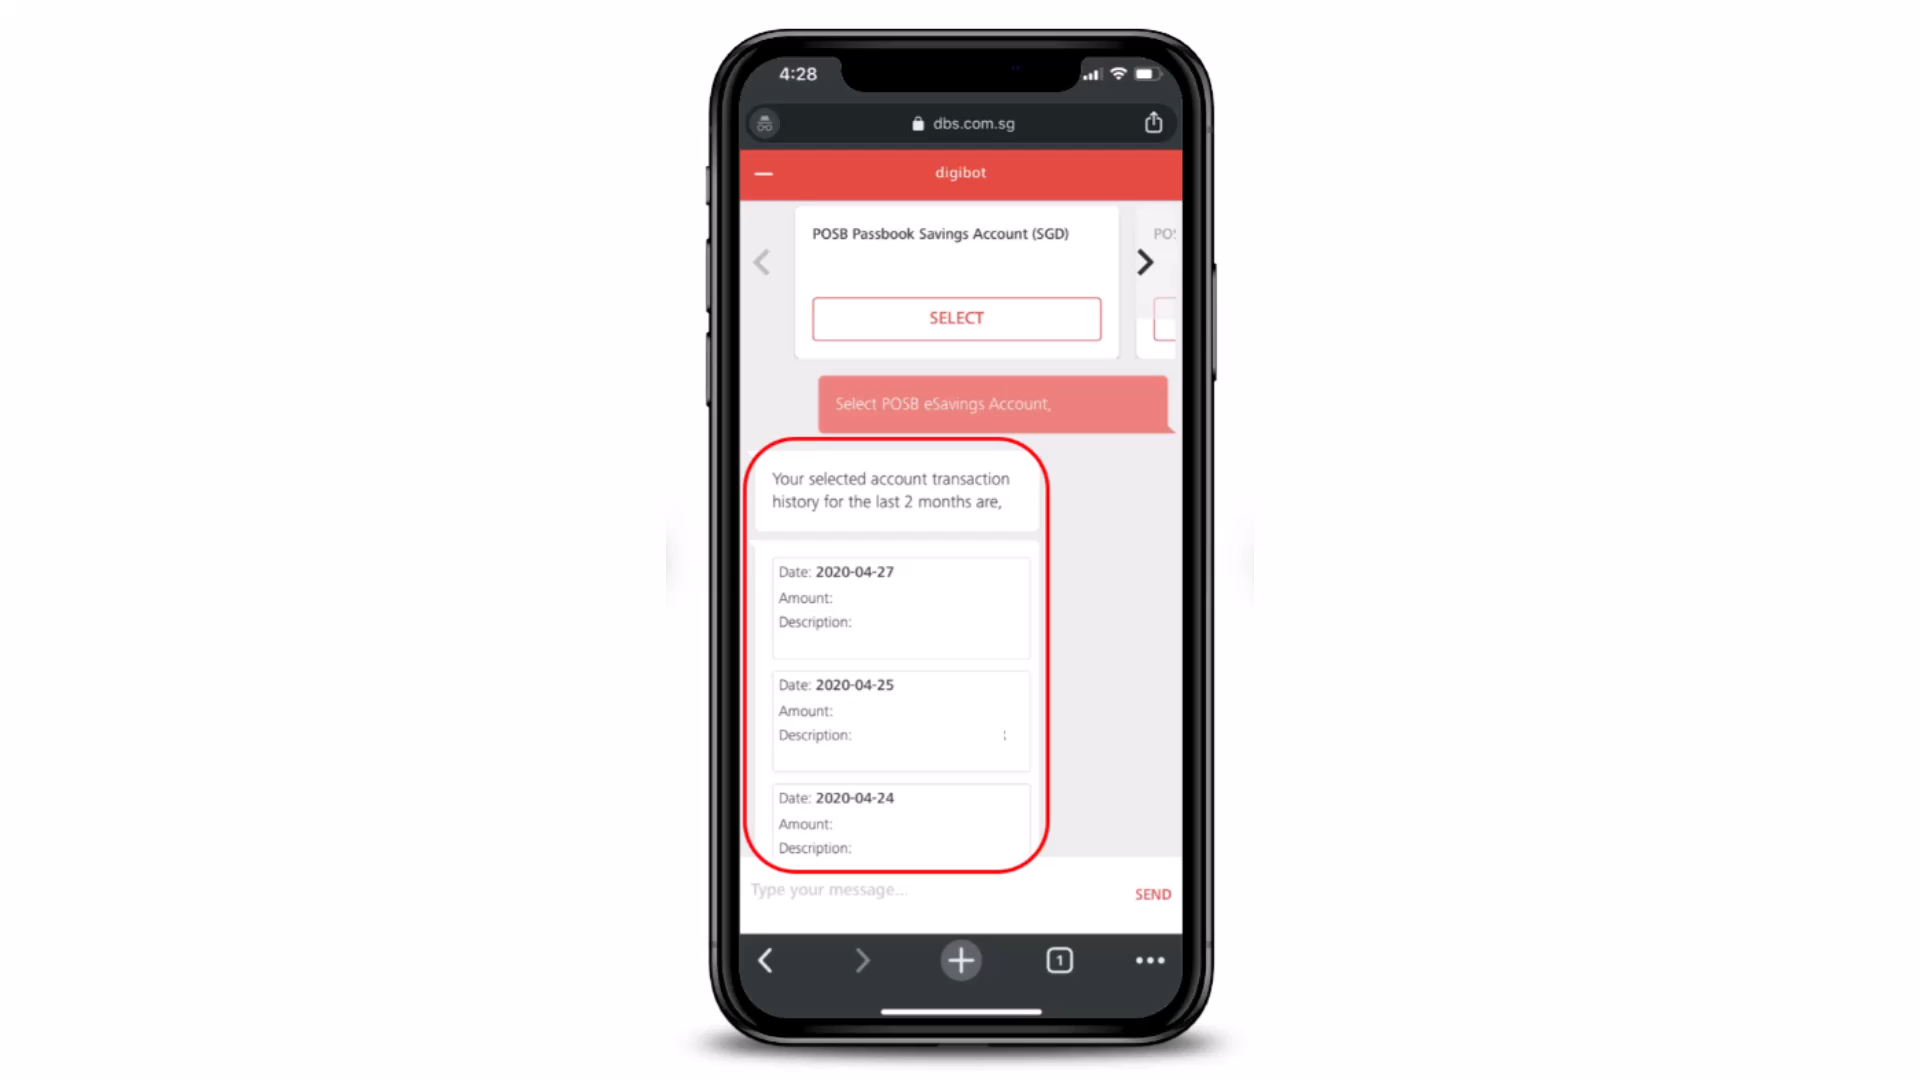 4:28
dbs.com.sg
digibot
POSB Passbook Savings Account (SGD)
SELECT
Select POSB eSavings Account,
Your selected account transaction
history for the last 2 months are,
Date: 2020-04-27
Amount:
Description:
Date: 2020-04-25
Amount:
Description:
Date: 2020-04-24
Amount:
Description:
Type your message...
SEND
1